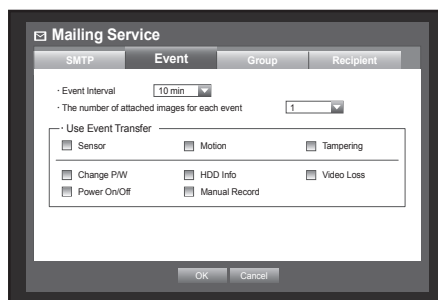 Mailing Service
SMTP Event Group Recipient
· Event Interval 10 min
· The number of attached images for each event 1
· Use Event Transfer
Sensor Motion Tampering
Change P/W HDD Info Video Loss
Power On/Off Manual Record
OK Cancel